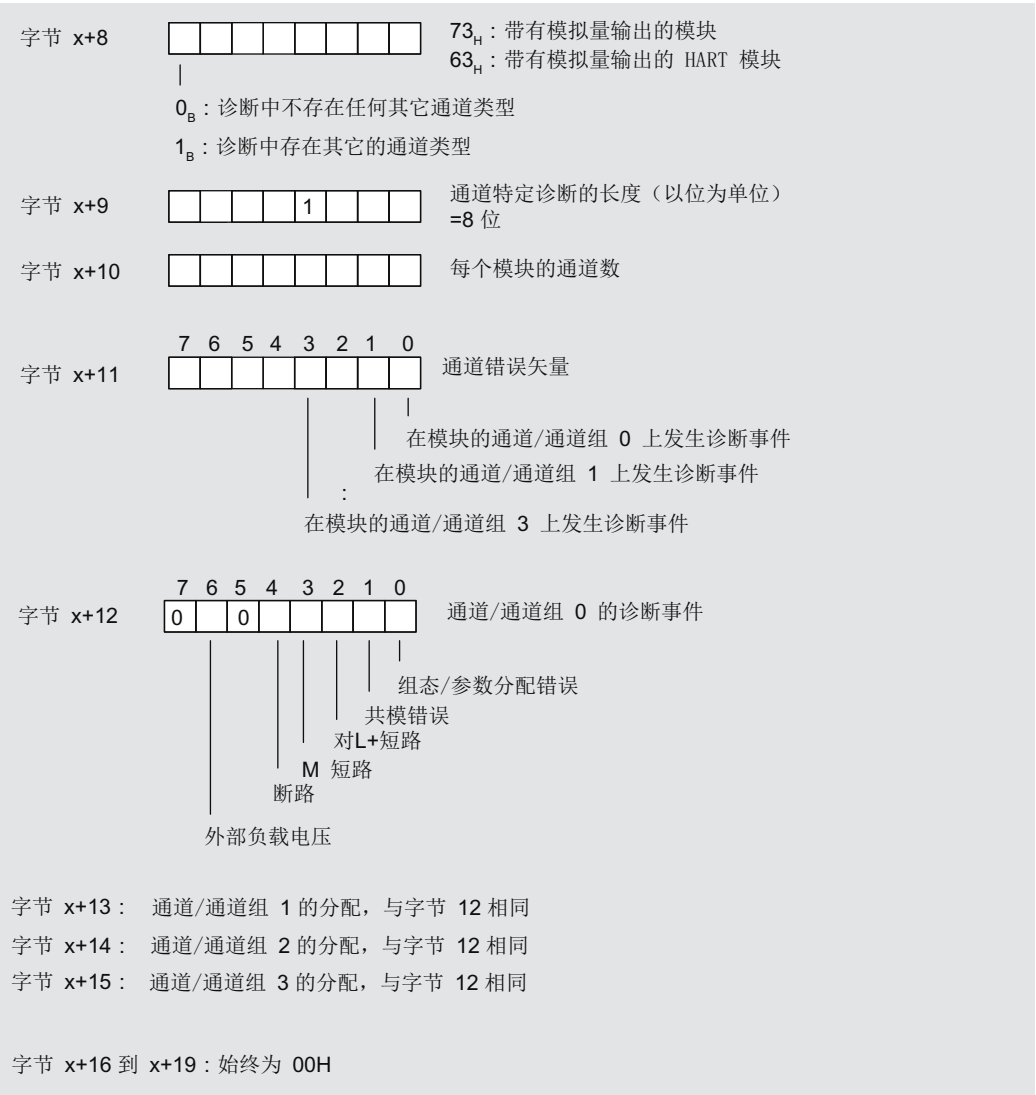 字节 x+8
73H：带有模拟量输出的模块
63H：带有模拟量输出的 HART 模块
0B：诊断中不存在任何其它通道类型
1B：诊断中存在其它的通道类型
字节 x+9
1
通道特定诊断的长度（以位为单位）
=8 位
字节 x+10
每个模块的通道数
7 6 5 4 3 2 1 0
字节 x+11
通道错误矢量
在模块的通道/通道组 0 上发生诊断事件
在模块的通道/通道组 1 上发生诊断事件
:
在模块的通道/通道组 3 上发生诊断事件
7 6 5 4 3 2 1 0
字节 x+12
0 0
通道/通道组 0 的诊断事件
组态/参数分配错误
共模错误
对L+短路
M 短路
断路
外部负载电压
字节 x+13： 通道/通道组 1 的分配，与字节 12 相同
字节 x+14： 通道/通道组 2 的分配，与字节 12 相同
字节 x+15： 通道/通道组 3 的分配，与字节 12 相同
字节 x+16 到 x+19：始终为 00H